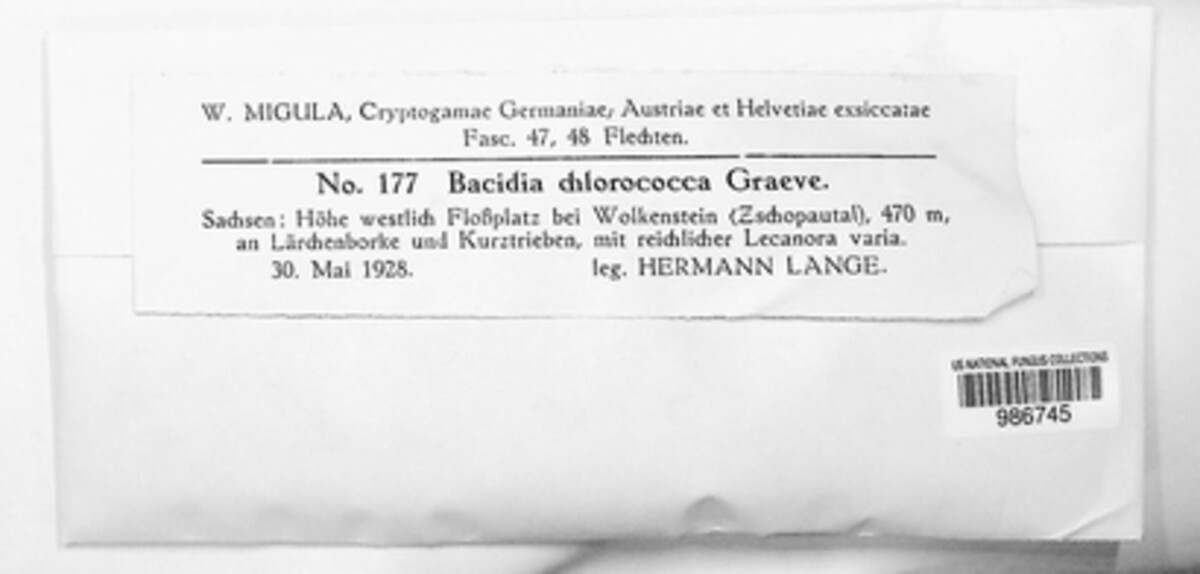 W. MIGULA, Cryptogamae Germaniae, Austriae et Helvetiae exsiccatae
Fasc. 47, 48 Flechten.
No. 177 Bacidia chlorococca Graeve.
Sachsen: Höhe westlich Floßplatz bei Wolkenstein (Zschopautal), 470 m,
an Lärchenborke und Kurztrieben, mit reichlicher Lecanora varia.
30. Mai 1928. leg. HERMANN LANGE.
US NATIONAL FUNGUS COLLECTIONS
986745